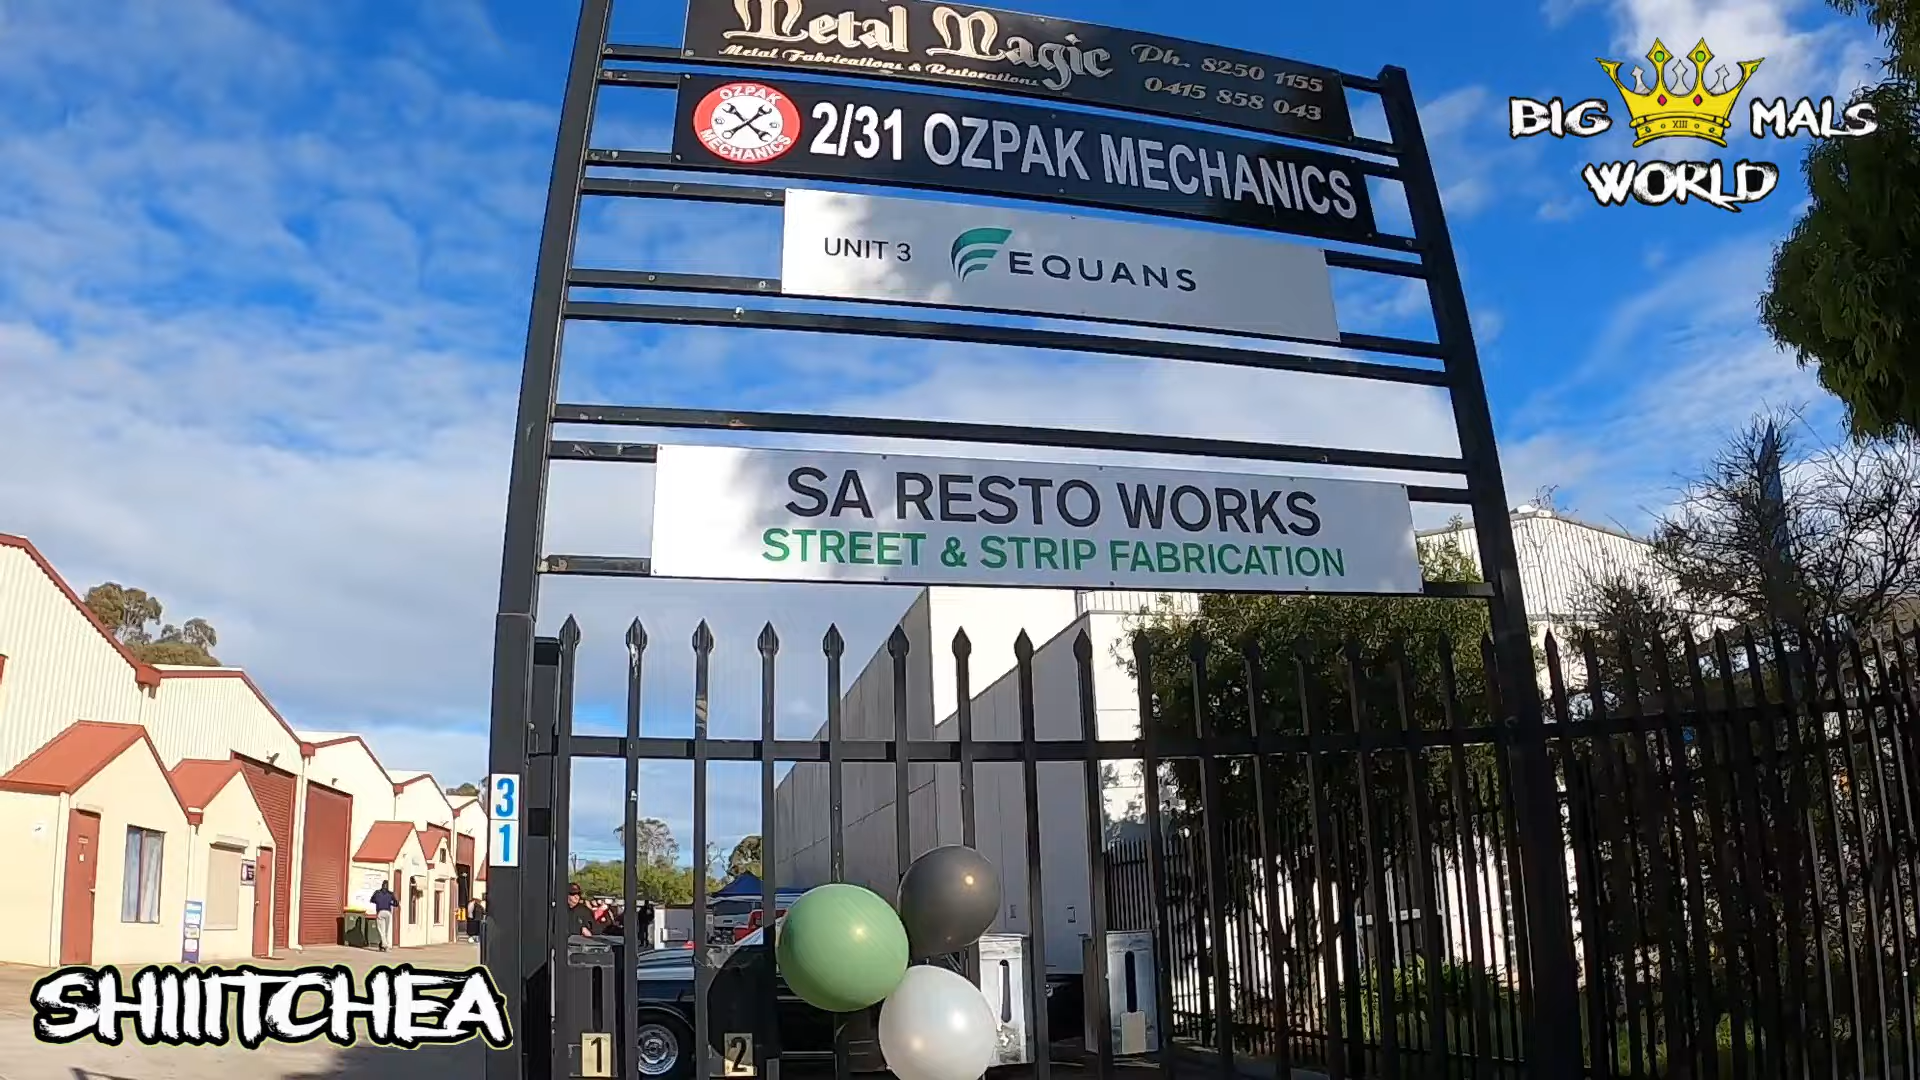 Metal Magic Ph. 8250 1155
Metal Fabrications & Restorations 0415 858 043
OZPAK
MECHANICS
2/31 OZPAK MECHANICS
UNIT 3 EQUANS
SA RESTO WORKS
STREET & STRIP FABRICATION
BIG XIII MALS
WORLD
3
1
1
2
SHIIITCHEA